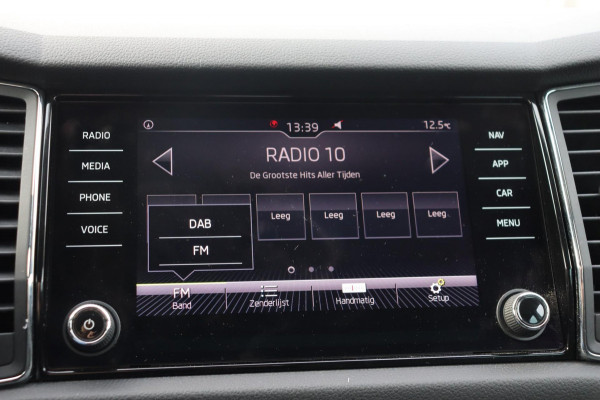 RADIO
MEDIA
PHONE
VOICE
13:39
12.5°C
RADIO 10
De Grootste Hits Aller Tijden
DAB
FM
Leeg
Leeg
Leeg
Leeg
FM
Band
Zenderlijst
Handmatig
Setup
NAV
APP
CAR
MENU